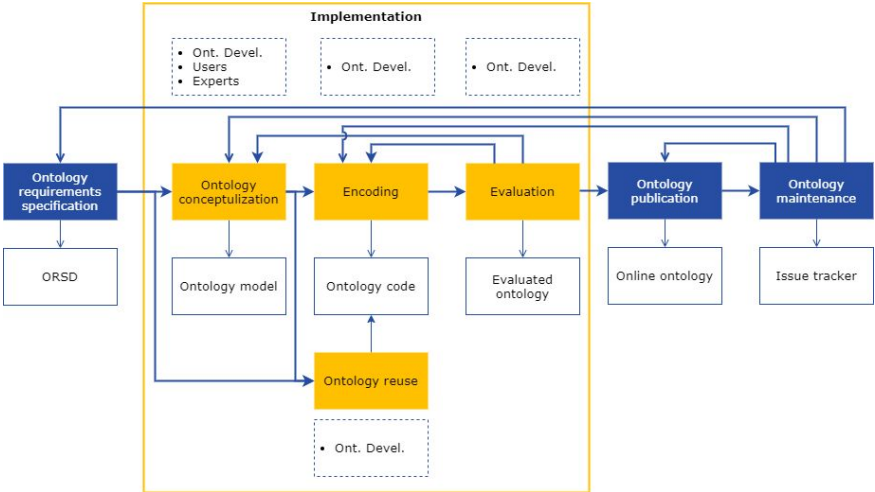 Implementation
• Ont. Devel.
• Users
• Experts
• Ont. Devel.
• Ont. Devel.
Ontology
requirements
specification
Ontology
conceptulization
Encoding
Evaluation
Ontology
publication
Ontology
maintenance
ORSD
Ontology model
Ontology code
Evaluated
ontology
Online ontology
Issue tracker
Ontology reuse
• Ont. Devel.